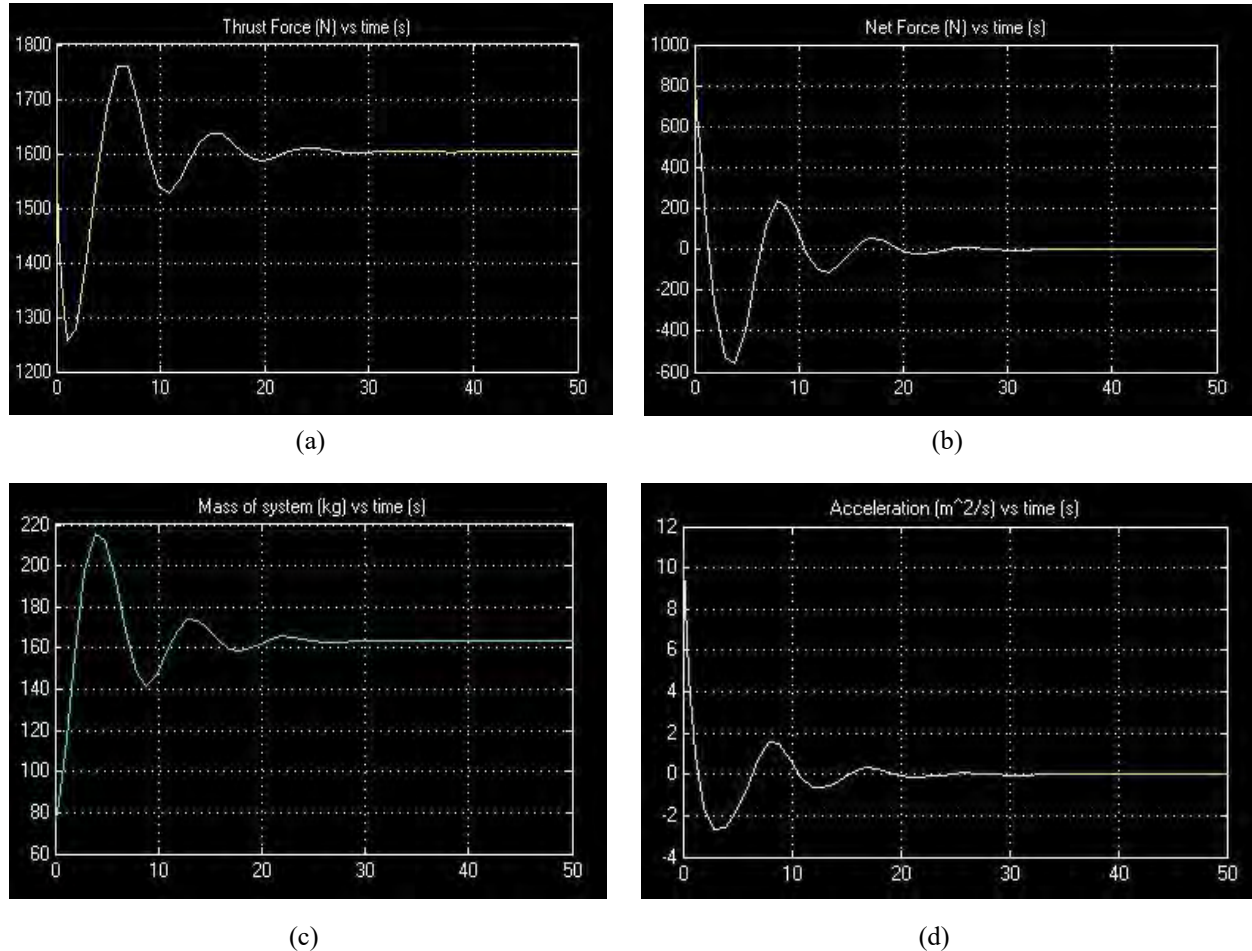 Thrust Force (N) vs time (s)
1800
1700
1600
1500
1400
1300
1200
0 10 20 30 40 50
(a)
Net Force (N) vs time (s)
1000
800
600
400
200
0
-200
-400
-600
0 10 20 30 40 50
(b)
Mass of system (kg) vs time (s)
220
200
180
160
140
120
100
80
60
0 10 20 30 40 50
(c)
Acceleration (m^2/s) vs time (s)
12
10
8
6
4
2
0
-2
-4
0 10 20 30 40 50
(d)